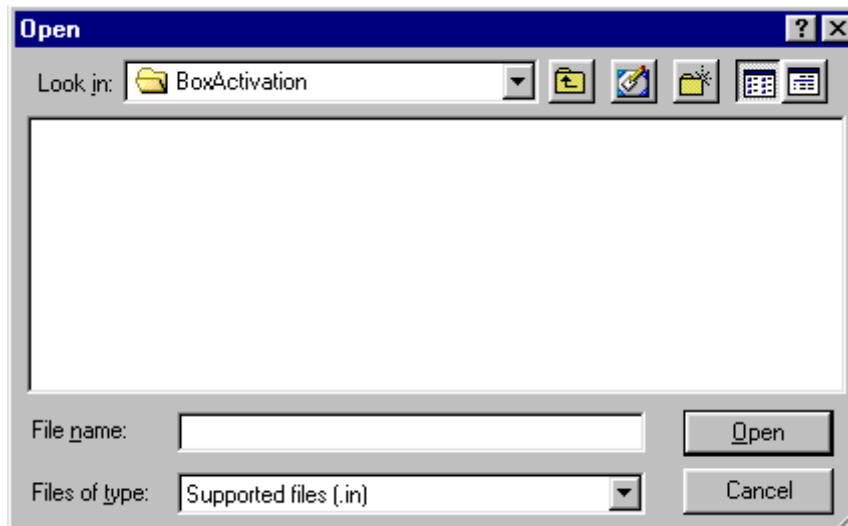 Open
Look in: BoxActivation
File name:
Open
Files of type: Supported files (.in)
Cancel